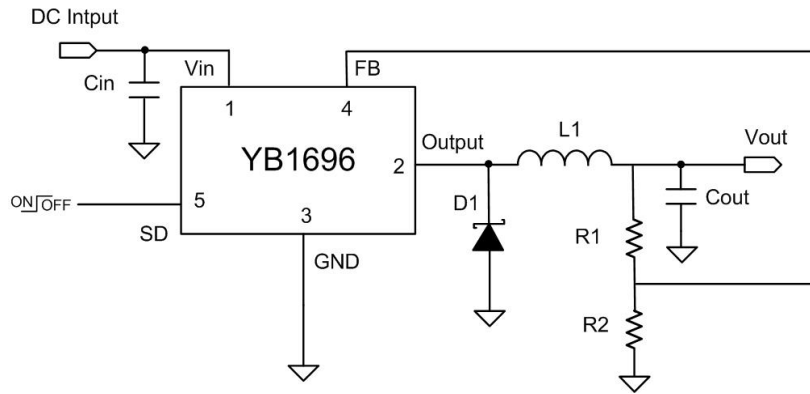 DC Intput
Vin
FB
Cin
1
4
YB1696
Output
L1
Vout
2
ON OFF
5
SD
3
GND
D1
R1
Cout
R2